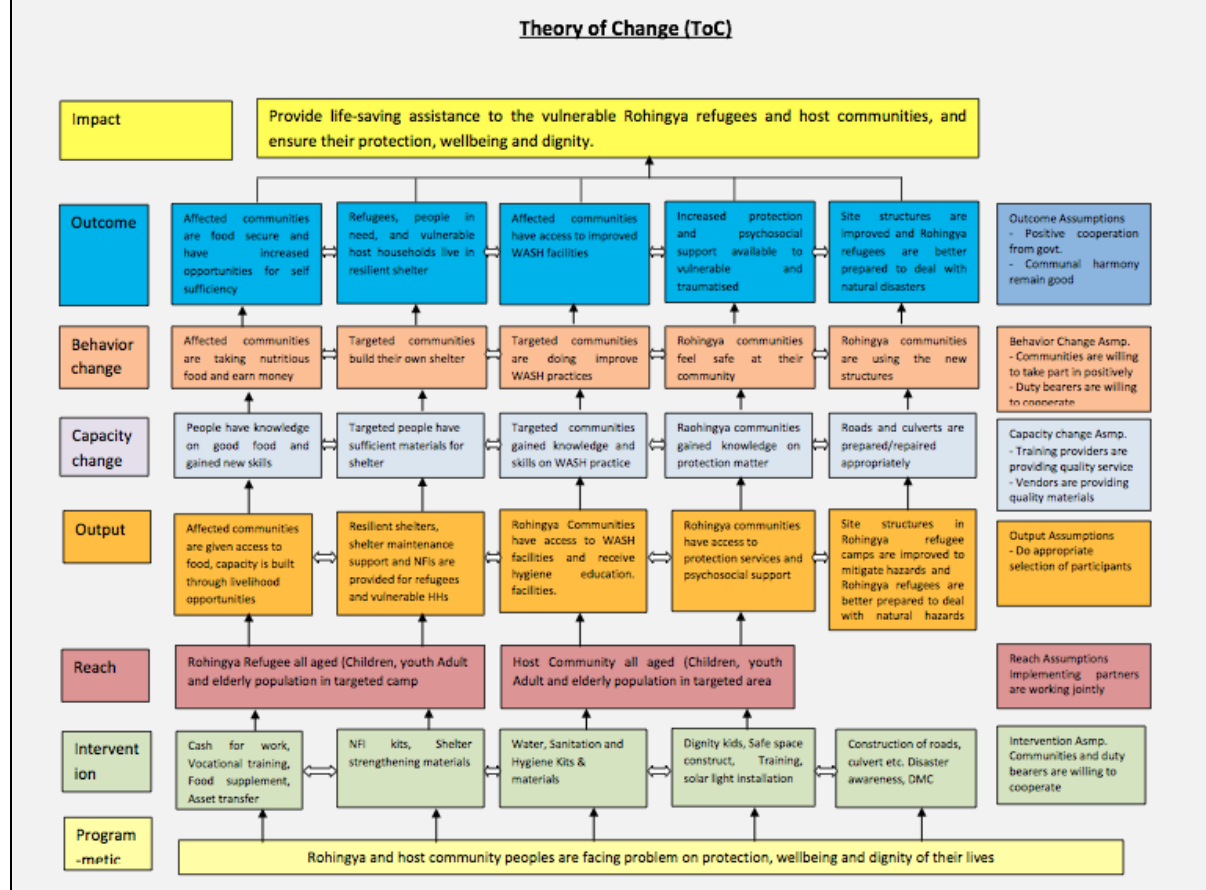 Theory of Change (ToC)
Impact
Provide life-saving assistance to the vulnerable Rohingya refugees and host communities, and
ensure their protection, wellbeing and dignity.
Outcome
Affected communities
are food secure and
have increased
opportunities for self
sufficiency
Refugees, people in
need, and vulnerable
host households live in
resilient shelter
Affected communities
have access to improved
WASH facilities
Increased protection
and psychosocial
support available to
vulnerable and
traumatised
Site structures are
improved and Rohingya
refugees are better
prepared to deal with
natural disasters
Outcome Assumptions
- Positive cooperation
from govt.
- Communal harmony
remain good
Behavior
change
Affected communities
are taking nutritious
food and earn money
Targeted communities
build their own shelter
Targeted communities
are doing improve
WASH practices
Rohingya communities
feel safe at their
community
Rohingya communities
are using the new
structures
Behavior Change Asmp.
- Communities are willing
to take part in positively
- Duty bearers are willing
to cooperate
Capacity
change
People have knowledge
on good food and
gained new skills
Targeted people have
sufficient materials for
shelter
Targeted communities
gained knowledge and
skills on WASH practice
Raohingya communities
gained knowledge on
protection matter
Roads and culverts are
prepared/repaired
appropriately
Capacity change Asmp.
- Training providers are
providing quality service
- Vendors are providing
quality materials
Output
Affected communities
are given access to
food, capacity is built
through livelihood
opportunities
Resilient shelters,
shelter maintenance
support and NFIs are
provided for refugees
and vulnerable HHs
Rohingya Communities
have access to WASH
facilities and receive
hygiene education.
facilities.
Rohingya communities
have access to
protection services and
psychosocial support
Site structures in
Rohingya refugee
camps are improved to
mitigate hazards and
Rohingya refugees are
better prepared to deal
with natural hazards
Output Assumptions
- Do appropriate
selection of participants
Reach
Rohingya Refugee all aged (Children, youth Adult
and elderly population in targeted camp
Host Community all aged (Children, youth
Adult and elderly population in targeted area
Reach Assumptions
Implementing partners
are working jointly
Intervent
ion
Cash for work,
Vocational training,
Food supplement,
Asset transfer
NFI kits, Shelter
strengthening materials
Water, Sanitation and
Hygiene Kits &
materials
Dignity kids, Safe space
construct, Training,
solar light installation
Construction of roads,
culvert etc. Disaster
awareness, DMC
Intervention Asmp.
Communities and duty
bearers are willing to
cooperate
Program
-metic
Rohingya and host community peoples are facing problem on protection, wellbeing and dignity of their lives